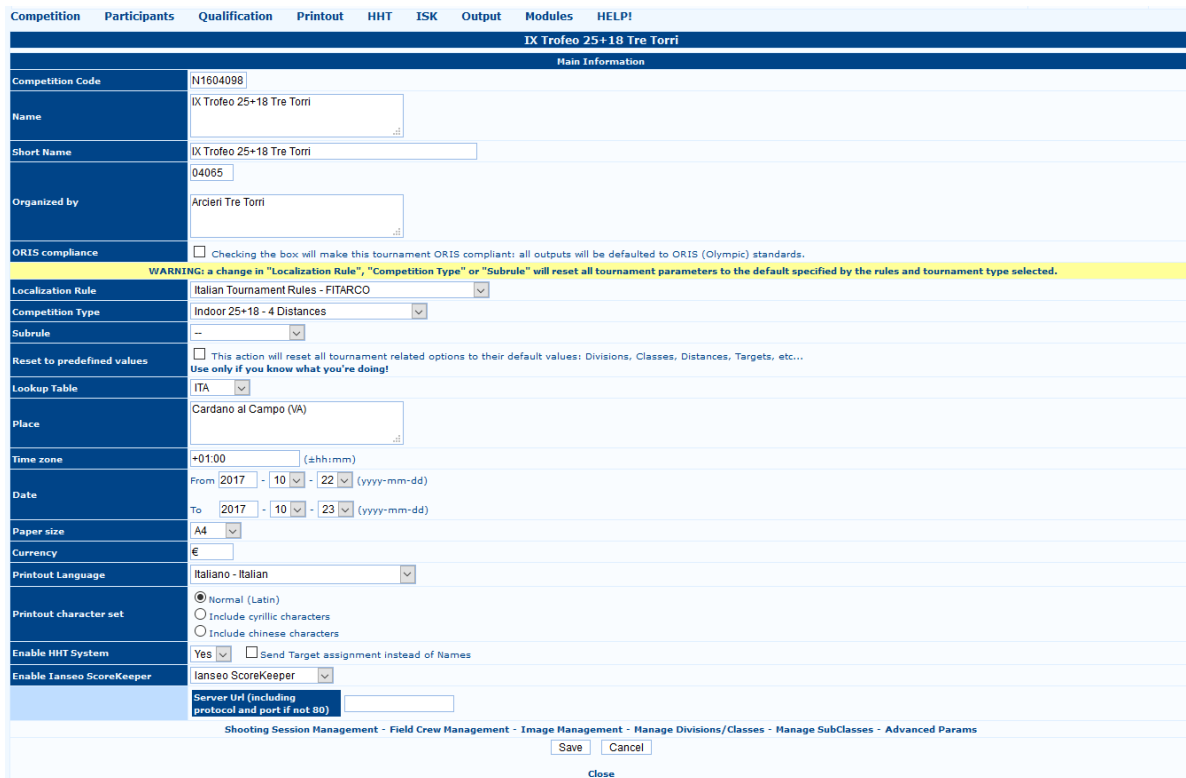 Competition Participants Qualification Printout HHT ISK Output Modules HELP!
IX Trofeo 25+18 Tre Torri
Main Information
Competition Code N1604098
Name IX Trofeo 25+18 Tre Torri
Short Name IX Trofeo 25+18 Tre Torri
Organized by 04065
Arcieri Tre Torri
ORIS compliance Checking the box will make this tournament ORIS compliant: all outputs will be defaulted to ORIS (Olympic) standards.
WARNING: a change in "Localization Rule", "Competition Type" or "Subrule" will reset all tournament parameters to the default specified by the rules and tournament type selected.
Localization Rule Italian Tournament Rules - FITARCO
Competition Type Indoor 25+18 - 4 Distances
Subrule --
Reset to predefined values This action will reset all tournament related options to their default values: Divisions, Classes, Distances, Targets, etc...
Use only if you know what you're doing!
Lookup Table ITA
Place Cardano al Campo (VA)
Time zone +01:00 (±hh:mm)
Date From 2017 - 10 - 22 (yyyy-mm-dd)
To 2017 - 10 - 23 (yyyy-mm-dd)
Paper size A4
Currency €
Printout Language Italiano - Italian
Printout character set Normal (Latin)
Include cyrillic characters
Include chinese characters
Enable HHT System Yes Send Target assignment instead of Names
Enable Ianseo ScoreKeeper Ianseo ScoreKeeper
Server Url (including
protocol and port if not 80)
Shooting Session Management - Field Crew Management - Image Management - Manage Divisions/Classes - Manage SubClasses - Advanced Params
Save Cancel
Close